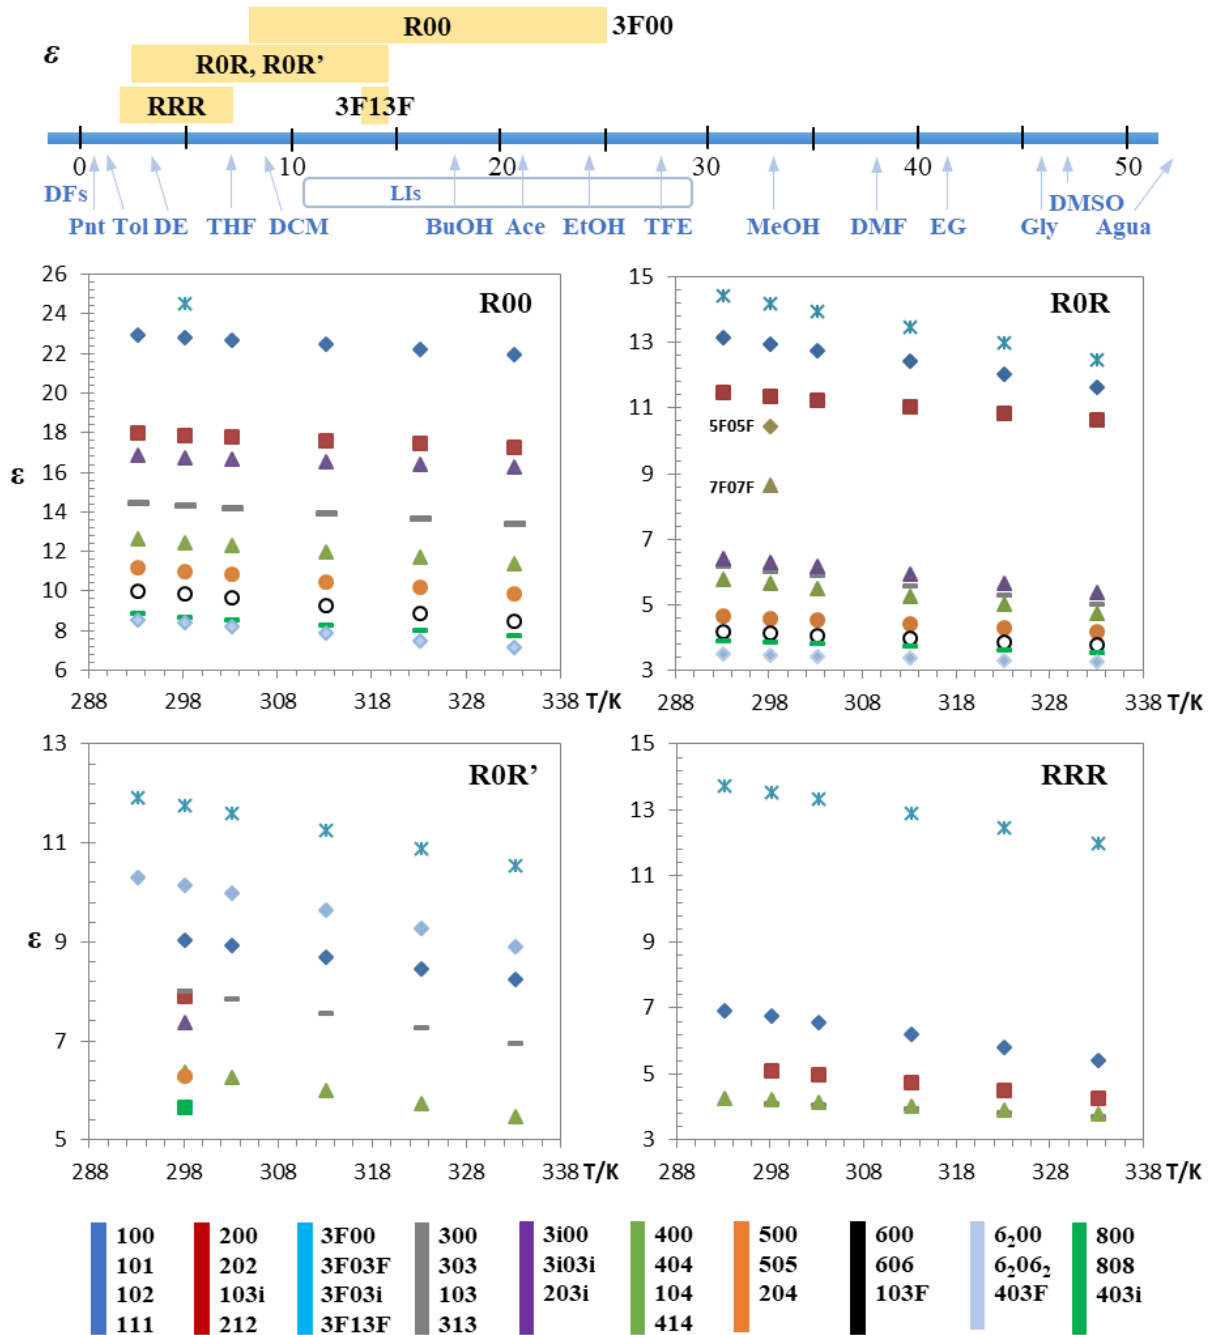 R00
3F00
ε
R0R, R0R’
RRR
3F13F
0
10
20
30
40
50
DFs
LIs
DMSO
Pnt
Tol
DE
THF
DCM
BuOH
Ace
EtOH
TFE
MeOH
DMF
EG
Gly
Agua
26
24
22
20
18
16
14
12
10
8
6
ε
R00
288
298
308
318
328
338
T/K
15
13
11
9
7
5
3
R0R
5F05F
7F07F
288
298
308
318
328
338
T/K
13
11
9
7
5
ε
R0R’
288
298
308
318
328
338
T/K
15
13
11
9
7
5
3
RRR
288
298
308
318
328
338
T/K
100
101
102
111
200
202
103i
212
3F00
3F03F
3F03i
3F13F
300
303
103
313
3i00
3i03i
203i
400
404
104
414
500
505
204
600
606
103F
6₂00
6₂06₂
403F
800
808
403i